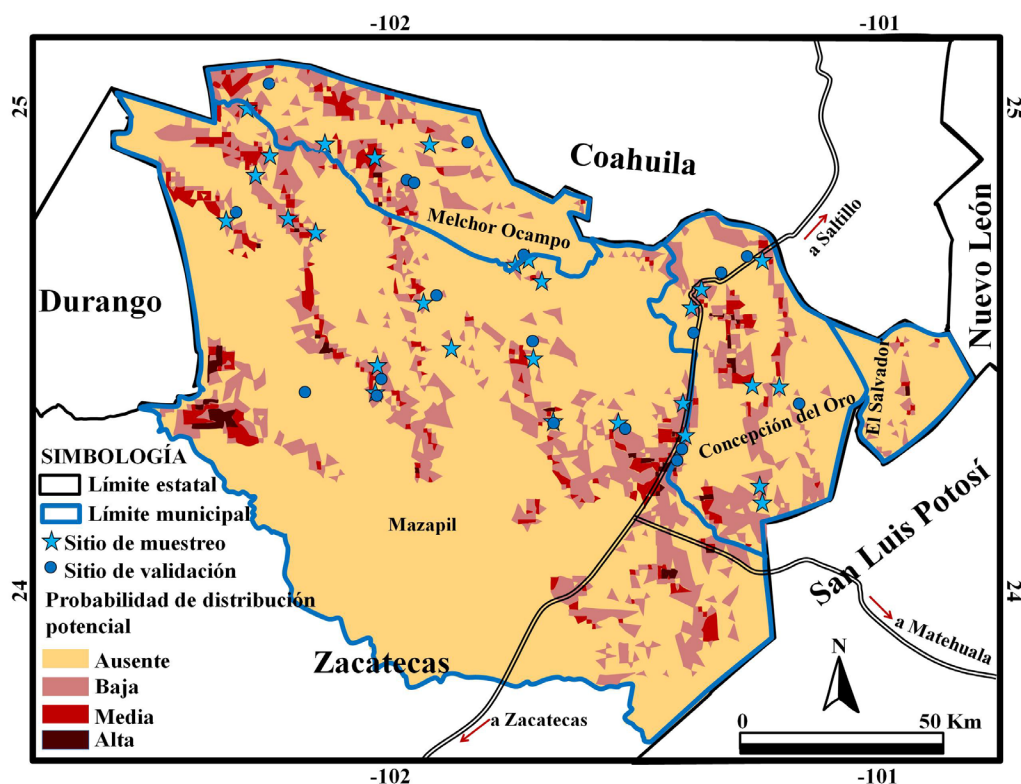 -102
-101
25
25
Coahuila
a Saltillo
Nuevo León
Melchor Ocampo
Durango
El Salvador
Concepción del Oro
SIMBOLOGÍA
Límite estatal
Límite municipal
Sitio de muestreo
Sitio de validación
Probabilidad de distribución
potencial
Ausente
Baja
Media
Alta
Mazapil
San Luis Potosí
24
24
a Matehuala
Zacatecas
a Zacatecas
N
0
50 Km
-102
-101